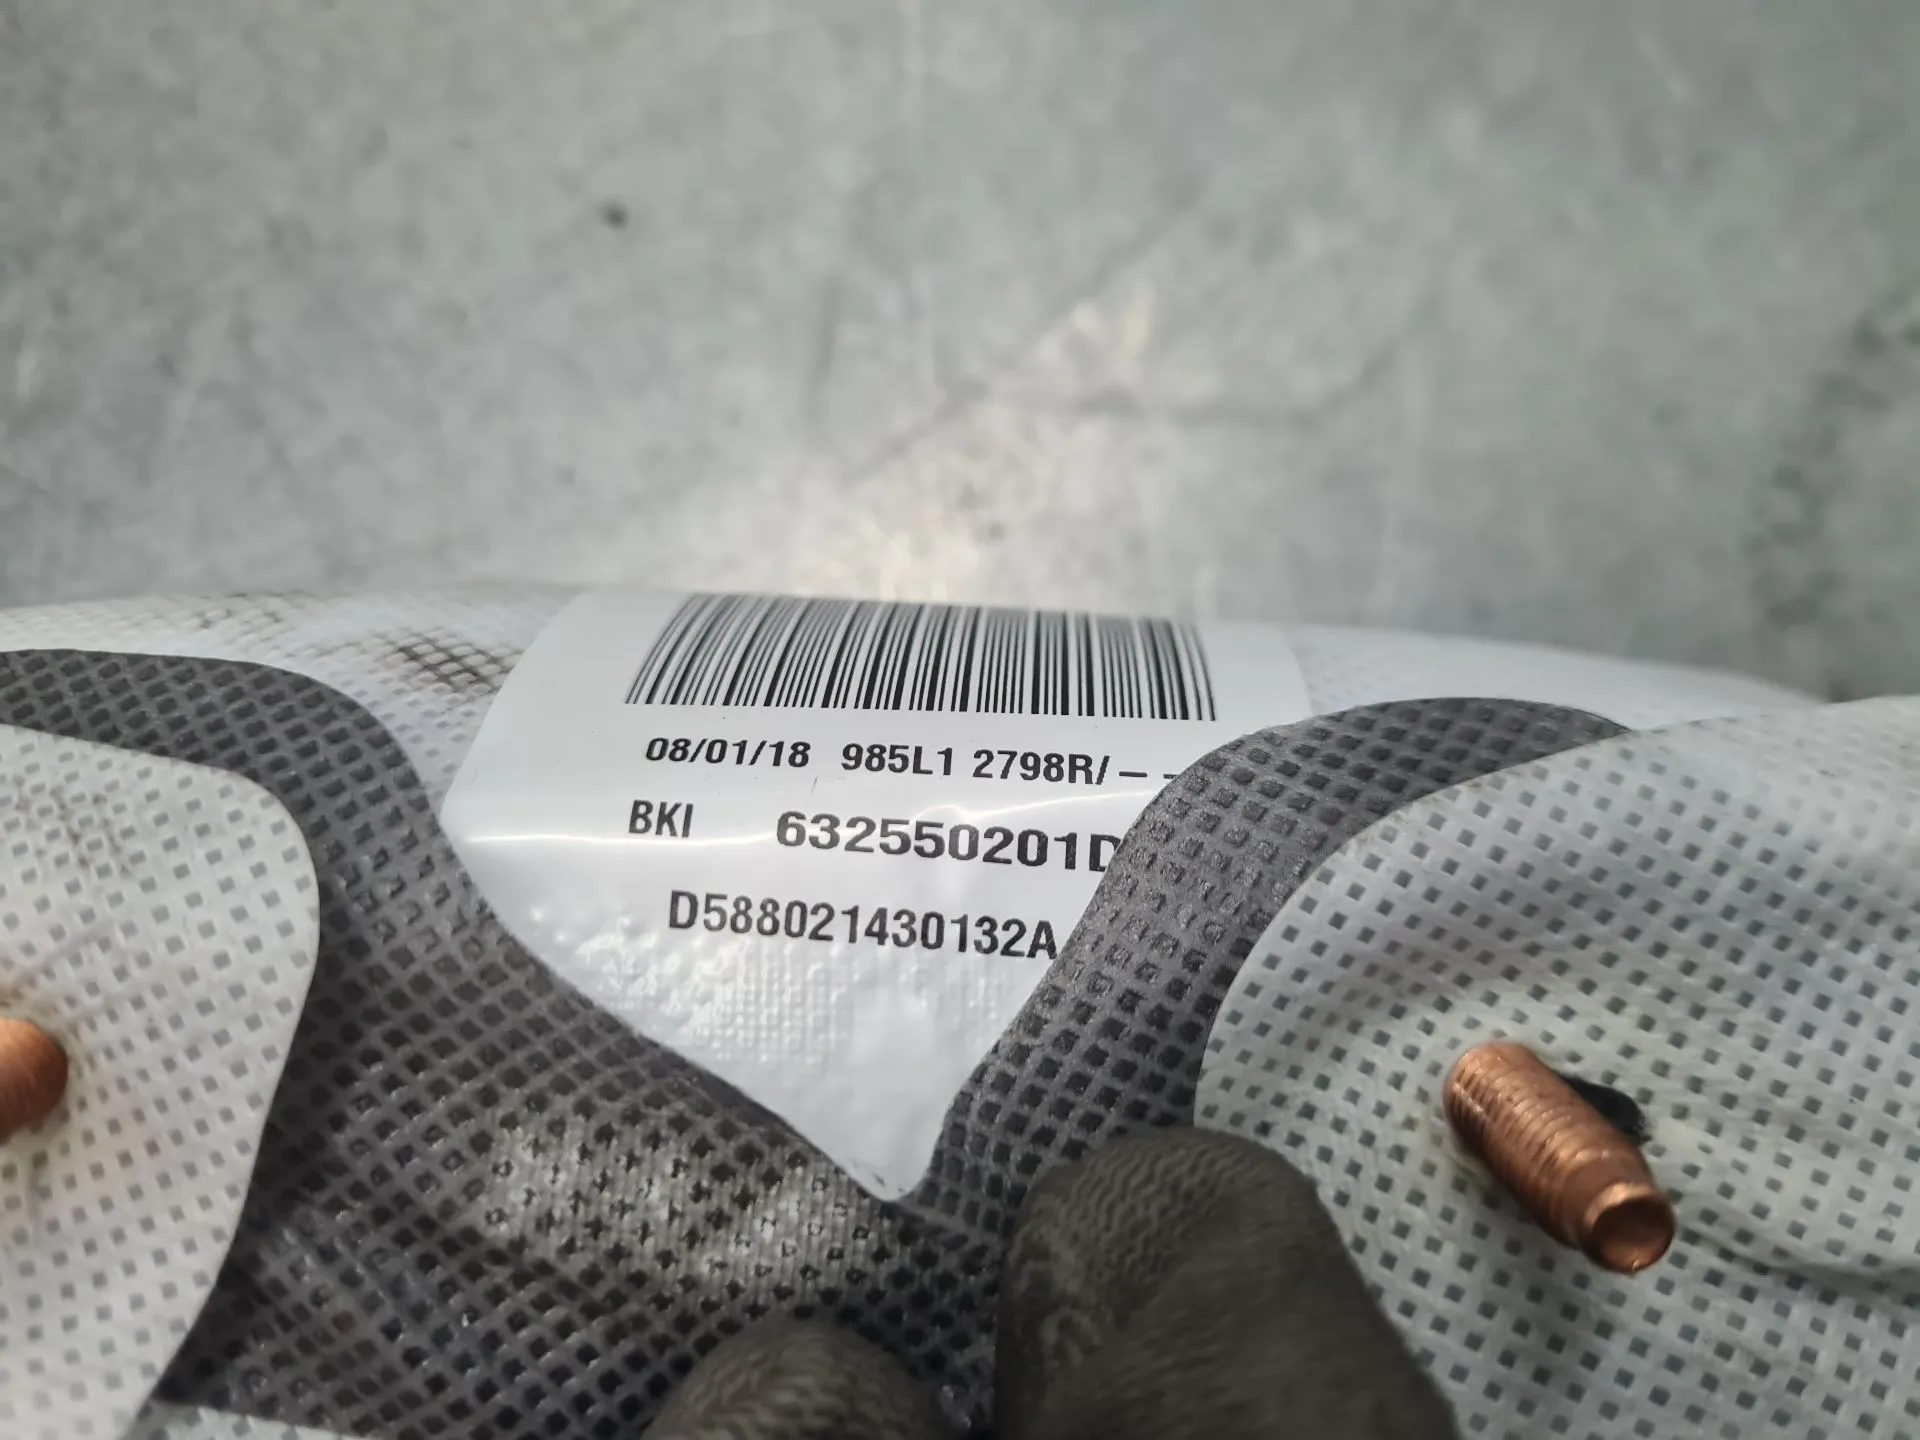 08/01/18 985L1 2798R/- -
BKI 632550201D
D588021430132A